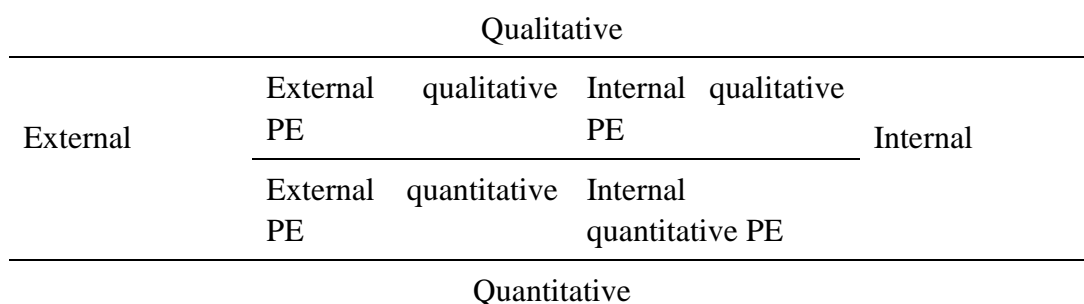 Qualitative
External qualitative PE
Internal qualitative PE
External
Internal
External quantitative PE
Internal quantitative PE
Quantitative